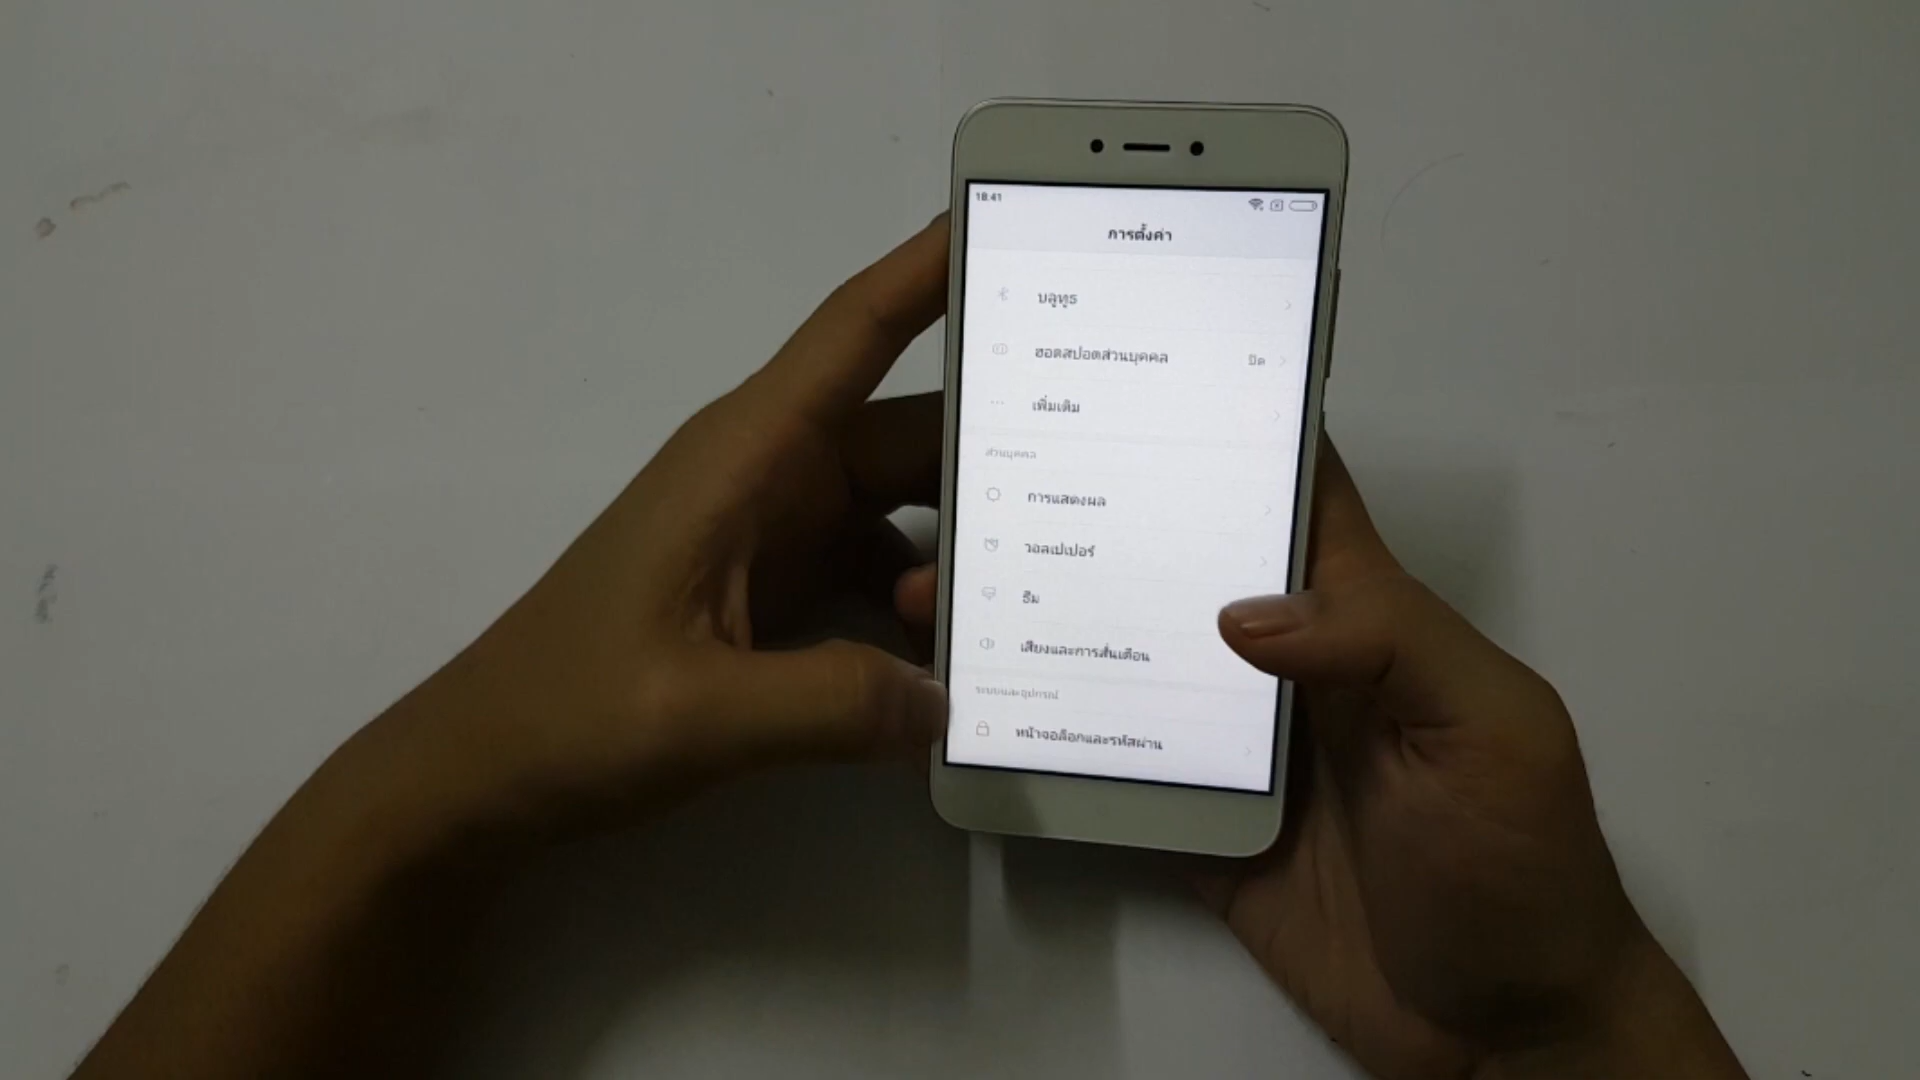 18:41
การตั้งค่า
บลูทูธ
ฮอตสปอตส่วนบุคคล ปิด
เพิ่มเติม
ส่วนบุคคล
การแสดงผล
วอลเปเปอร์
ธีม
เสียงและการสั่นเตือน
ระบบและอุปกรณ์
หน้าจอล็อกและรหัสผ่าน